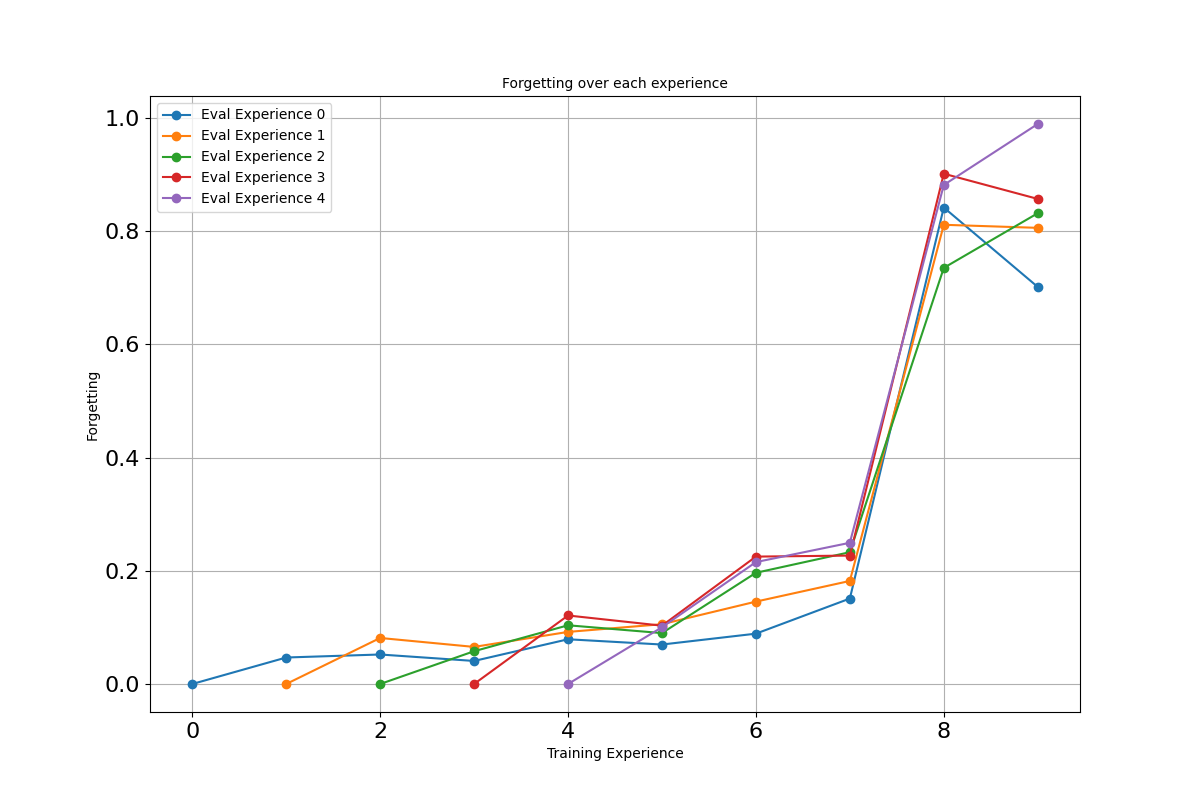 Forgetting over each experience
Eval Experience 0
Eval Experience 1
Eval Experience 2
Eval Experience 3
Eval Experience 4
1.0
0.8
0.6
0.4
0.2
0.0
Forgetting
0 2 4 6 8
Training Experience